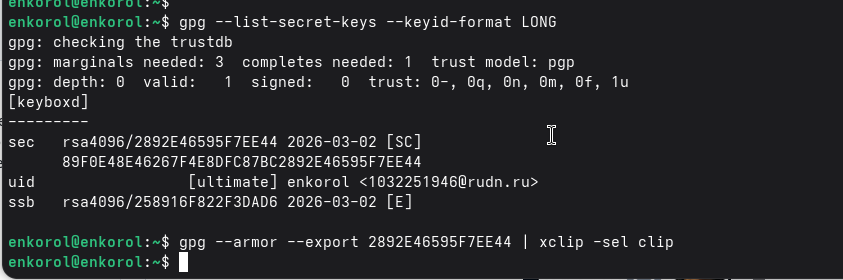 enkorol@enkorol:~$
enkorol@enkorol:~$ gpg --list-secret-keys --keyid-format LONG
gpg: checking the trustdb
gpg: marginals needed: 3  completes needed: 1  trust model: pgp
gpg: depth: 0  valid:   1  signed:   0  trust: 0-, 0q, 0n, 0m, 0f, 1u
[keyboxd]
---------
sec   rsa4096/2892E46595F7EE44 2026-03-02 [SC]
      89F0E48E46267F4E8DFC87BC2892E46595F7EE44
uid                 [ultimate] enkorol <1032251946@rudn.ru>
ssb   rsa4096/258916F822F3DAD6 2026-03-02 [E]
enkorol@enkorol:~$ gpg --armor --export 2892E46595F7EE44 | xclip -sel clip
enkorol@enkorol:~$